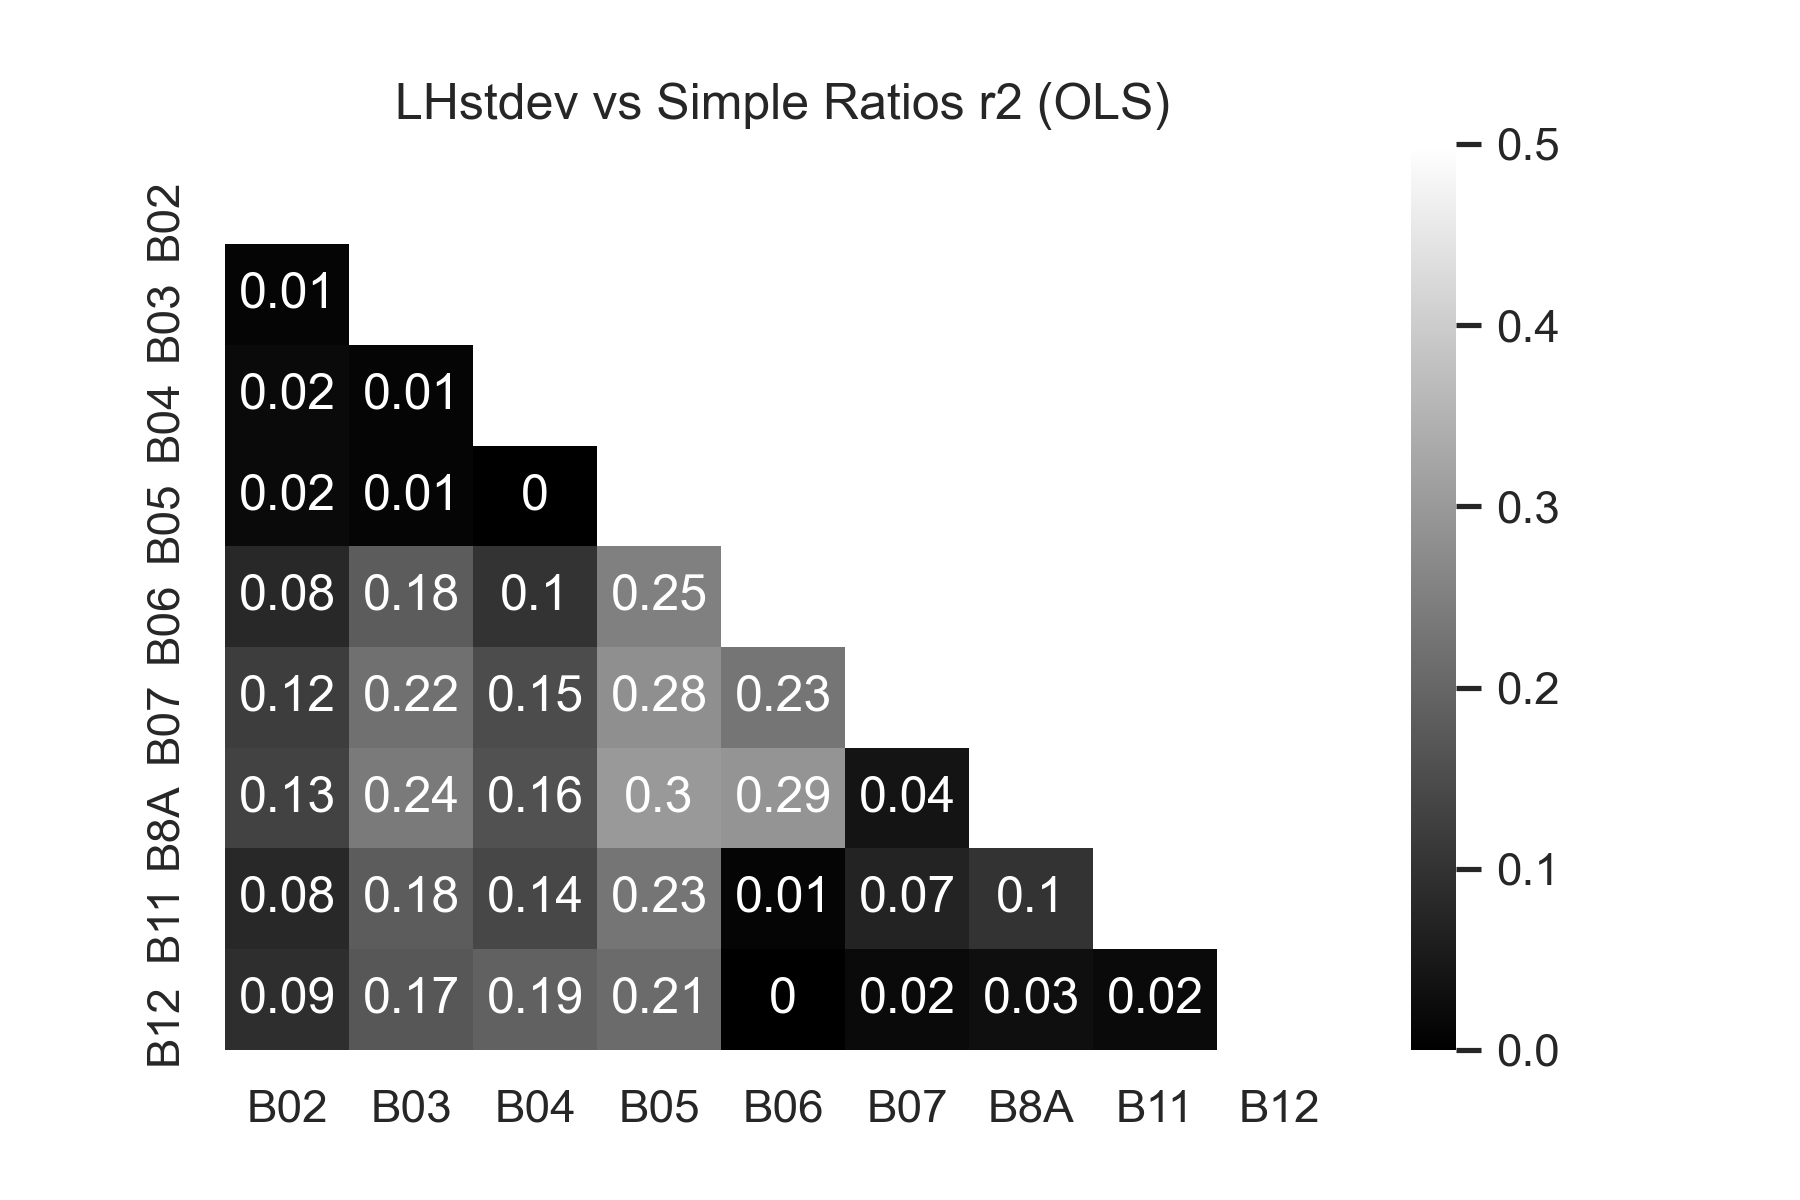 LHstdev vs Simple Ratios r2 (OLS)
0.5
B02
B03 0.01
0.4
B04 0.02 0.01
B05 0.02 0.01 0
0.3
B06 0.08 0.18 0.1 0.25
B07 0.12 0.22 0.15 0.28 0.23
0.2
B8A 0.13 0.24 0.16 0.3 0.29 0.04
0.1
B11 0.08 0.18 0.14 0.23 0.01 0.07 0.1
B12 0.09 0.17 0.19 0.21 0 0.02 0.03 0.02
0.0
B02 B03 B04 B05 B06 B07 B8A B11 B12